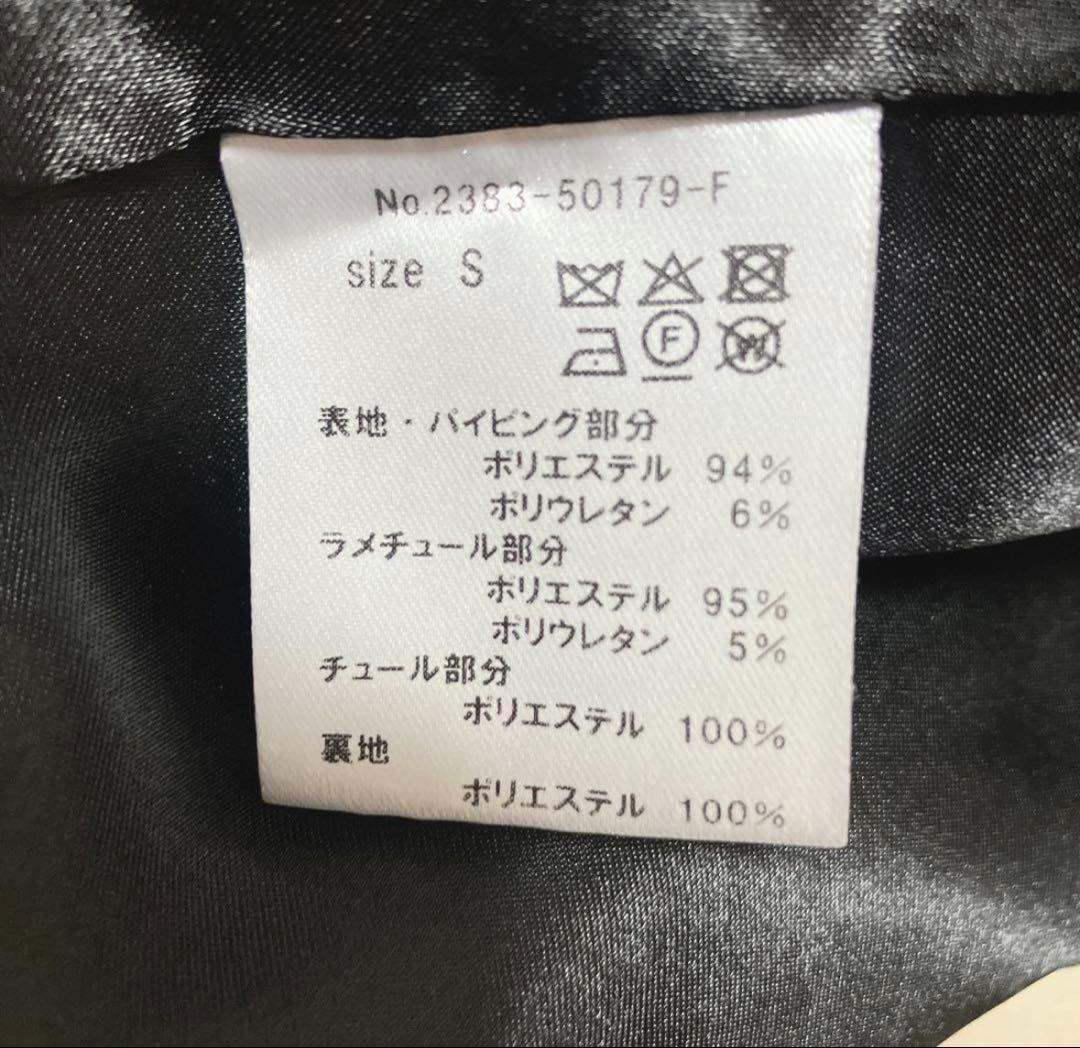 No.2383-50179-F
size S
F
W
表地・パイピング部分
ポリエステル 94%
ポリウレタン 6%
ラメチュール部分
ポリエステル 95%
ポリウレタン 5%
チュール部分
ポリエステル 100%
裏地
ポリエステル 100%